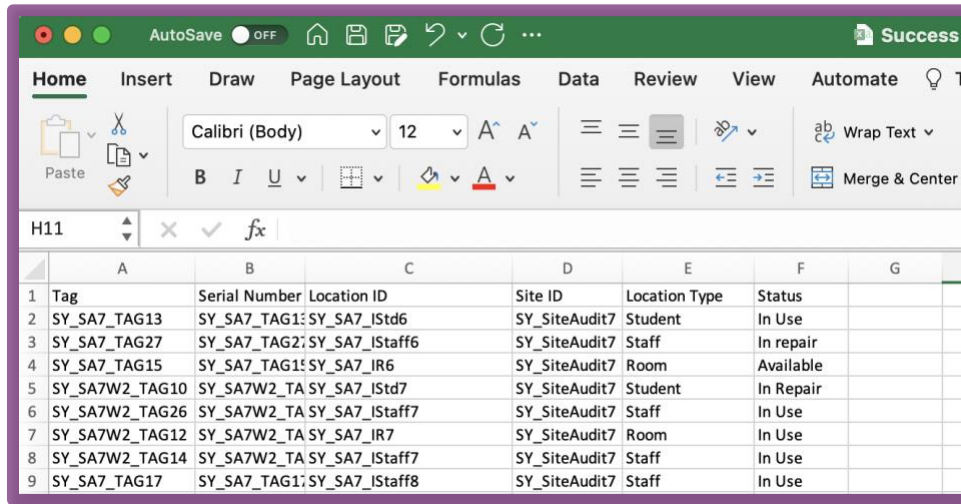 AutoSave OFF Success
Home Insert Draw Page Layout Formulas Data Review View Automate
Calibri (Body) 12 A A ab Wrap Text
Paste B I U A Merge & Center
H11 fx
A B C D E F G
1 Tag Serial Number Location ID Site ID Location Type Status
2 SY_SA7_TAG13 SY_SA7_TAG13 SY_SA7_IStd6 SY_SiteAudit7 Student In Use
3 SY_SA7_TAG27 SY_SA7_TAG27 SY_SA7_IStaff6 SY_SiteAudit7 Staff In repair
4 SY_SA7_TAG15 SY_SA7_TAG15 SY_SA7_IR6 SY_SiteAudit7 Room Available
5 SY_SA7W2_TAG10 SY_SA7W2_TA SY_SA7_IStd7 SY_SiteAudit7 Student In Repair
6 SY_SA7W2_TAG26 SY_SA7W2_TA SY_SA7_IStaff7 SY_SiteAudit7 Staff In Use
7 SY_SA7W2_TAG12 SY_SA7W2_TA SY_SA7_IR7 SY_SiteAudit7 Room In Use
8 SY_SA7W2_TAG14 SY_SA7W2_TA SY_SA7_IStaff7 SY_SiteAudit7 Staff In Use
9 SY_SA7_TAG17 SY_SA7_TAG17 SY_SA7_IStaff8 SY_SiteAudit7 Staff In Use